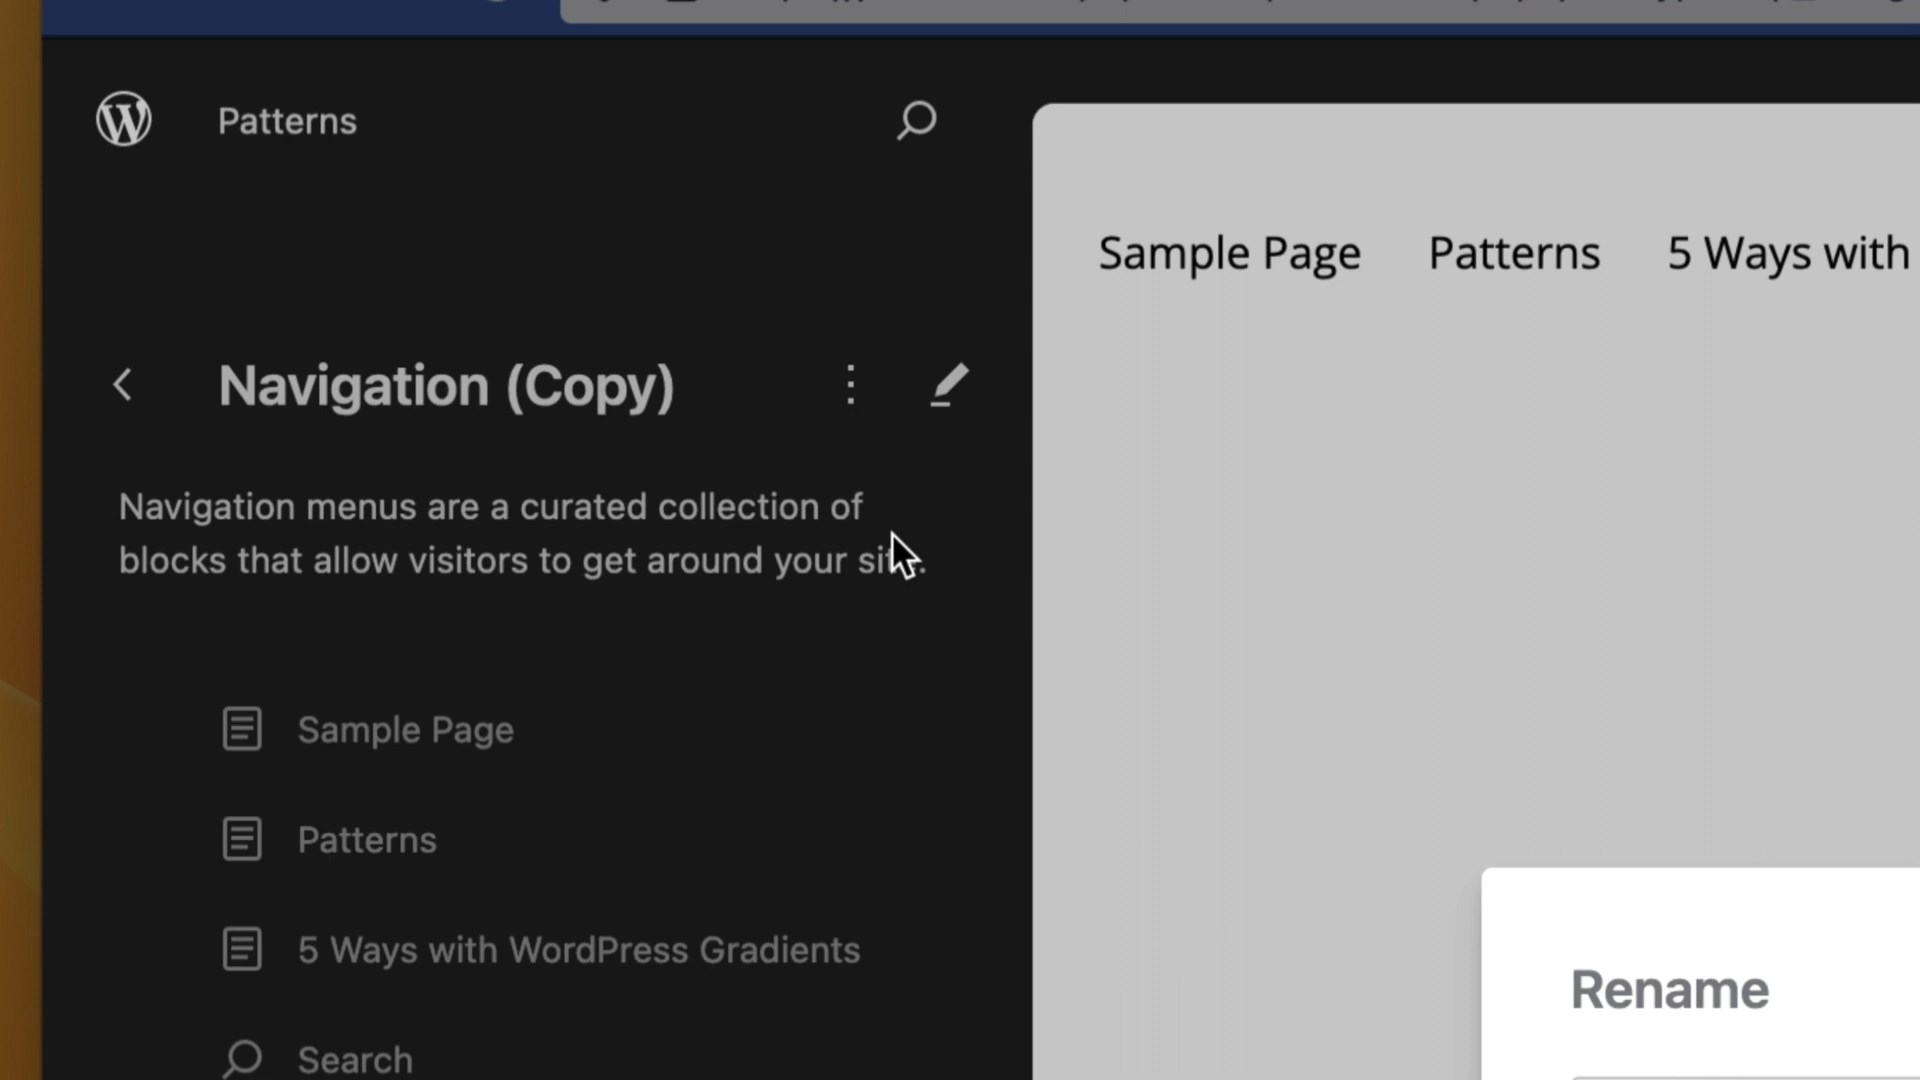 Patterns
Sample Page Patterns 5 Ways with
Navigation (Copy)
Navigation menus are a curated collection of
blocks that allow visitors to get around your
Sample Page
Patterns
5 Ways with WordPress Gradients
Search
Rename